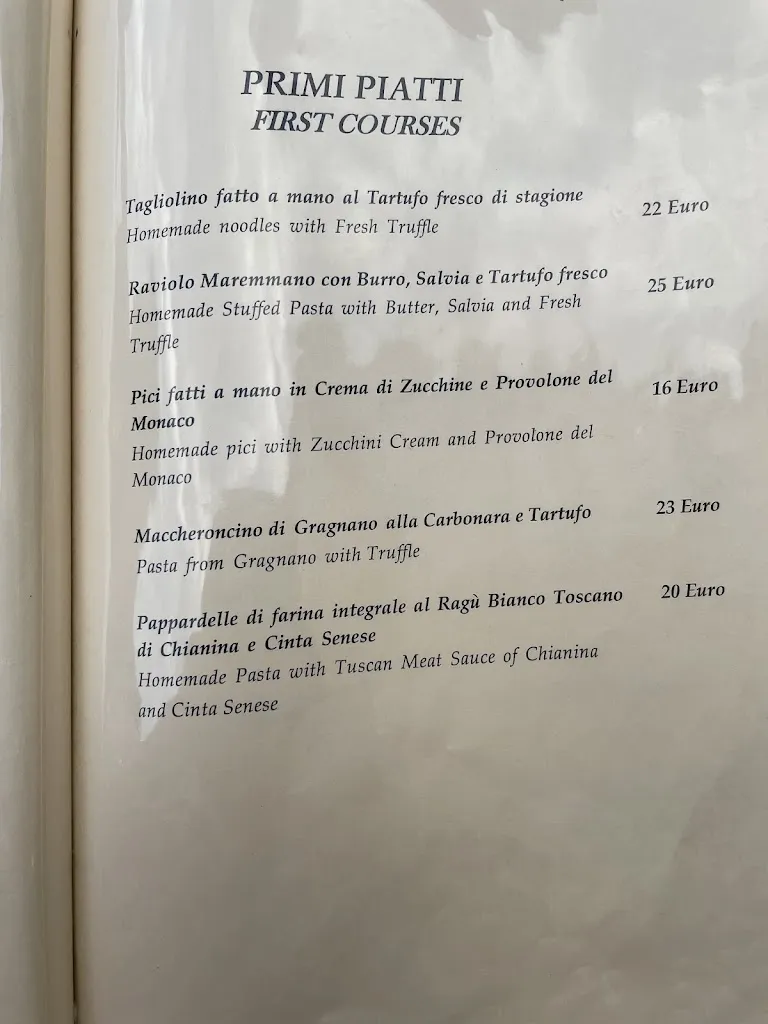 PRIMI PIATTI
FIRST COURSES
Tagliolino fatto a mano al Tartufo fresco di stagione 22 Euro
Homemade noodles with Fresh Truffle
Raviolo Maremmano con Burro, Salvia e Tartufo fresco 25 Euro
Homemade Stuffed Pasta with Butter, Salvia and Fresh
Truffle
Pici fatti a mano in Crema di Zucchine e Provolone del 16 Euro
Monaco
Homemade pici with Zucchini Cream and Provolone del
Monaco
Maccheroncino di Gragnano alla Carbonara e Tartufo 23 Euro
Pasta from Gragnano with Truffle
Pappardelle di farina integrale al Ragù Bianco Toscano 20 Euro
di Chianina e Cinta Senese
Homemade Pasta with Tuscan Meat Sauce of Chianina
and Cinta Senese